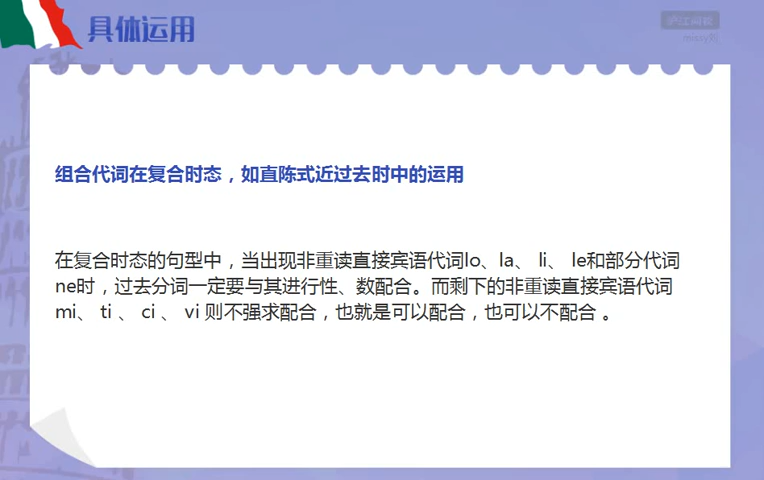 具体运用
沪江网校
组合代词在复合时态，如直陈式近过去时中的运用
在复合时态的句型中，当出现非重读直接宾语代词lo、la、 li、 le和部分代词
ne时，过去分词一定要与其进行性、数配合。而剩下的非重读直接宾语代词
mi、 ti 、 ci 、 vi 则不强求配合，也就是可以配合，也可以不配合 。